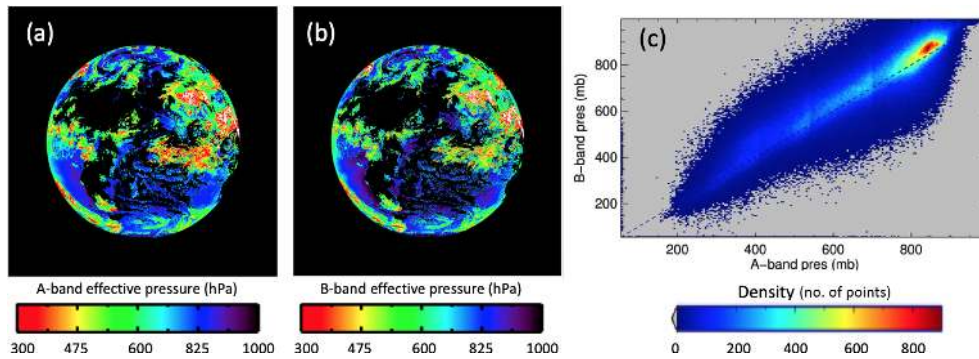 (a)
(b)
(c)
A-band effective pressure (hPa)
300 475 650 825 1000
B-band effective pressure (hPa)
300 475 600 825 1000
B-band pres (mb)
800
600
400
200
200 400 600 800
A-band pres (mb)
Density (no. of points)
0 200 400 600 800